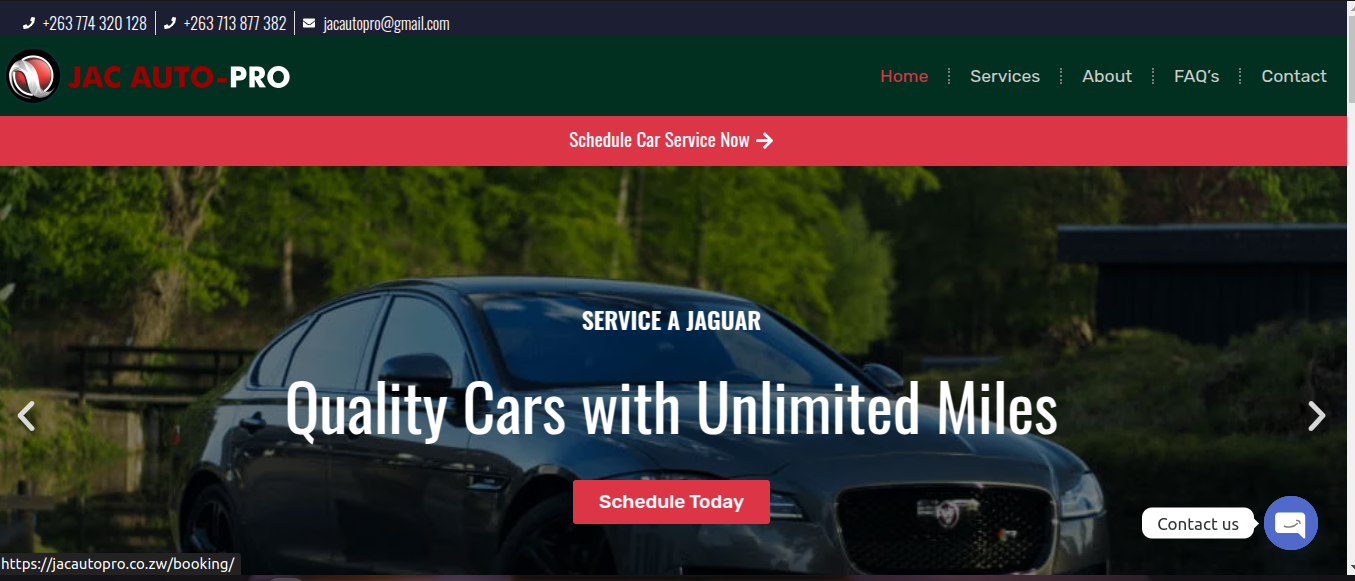 +263 774 320 128 +263 713 877 382 jacautopro@gmail.com
JAC AUTO-PRO
Home Services About FAQ's Contact
Schedule Car Service Now
SERVICE A JAGUAR
Quality Cars with Unlimited Miles
Schedule Today
Contact us
https://jacautopro.co.zw/booking/